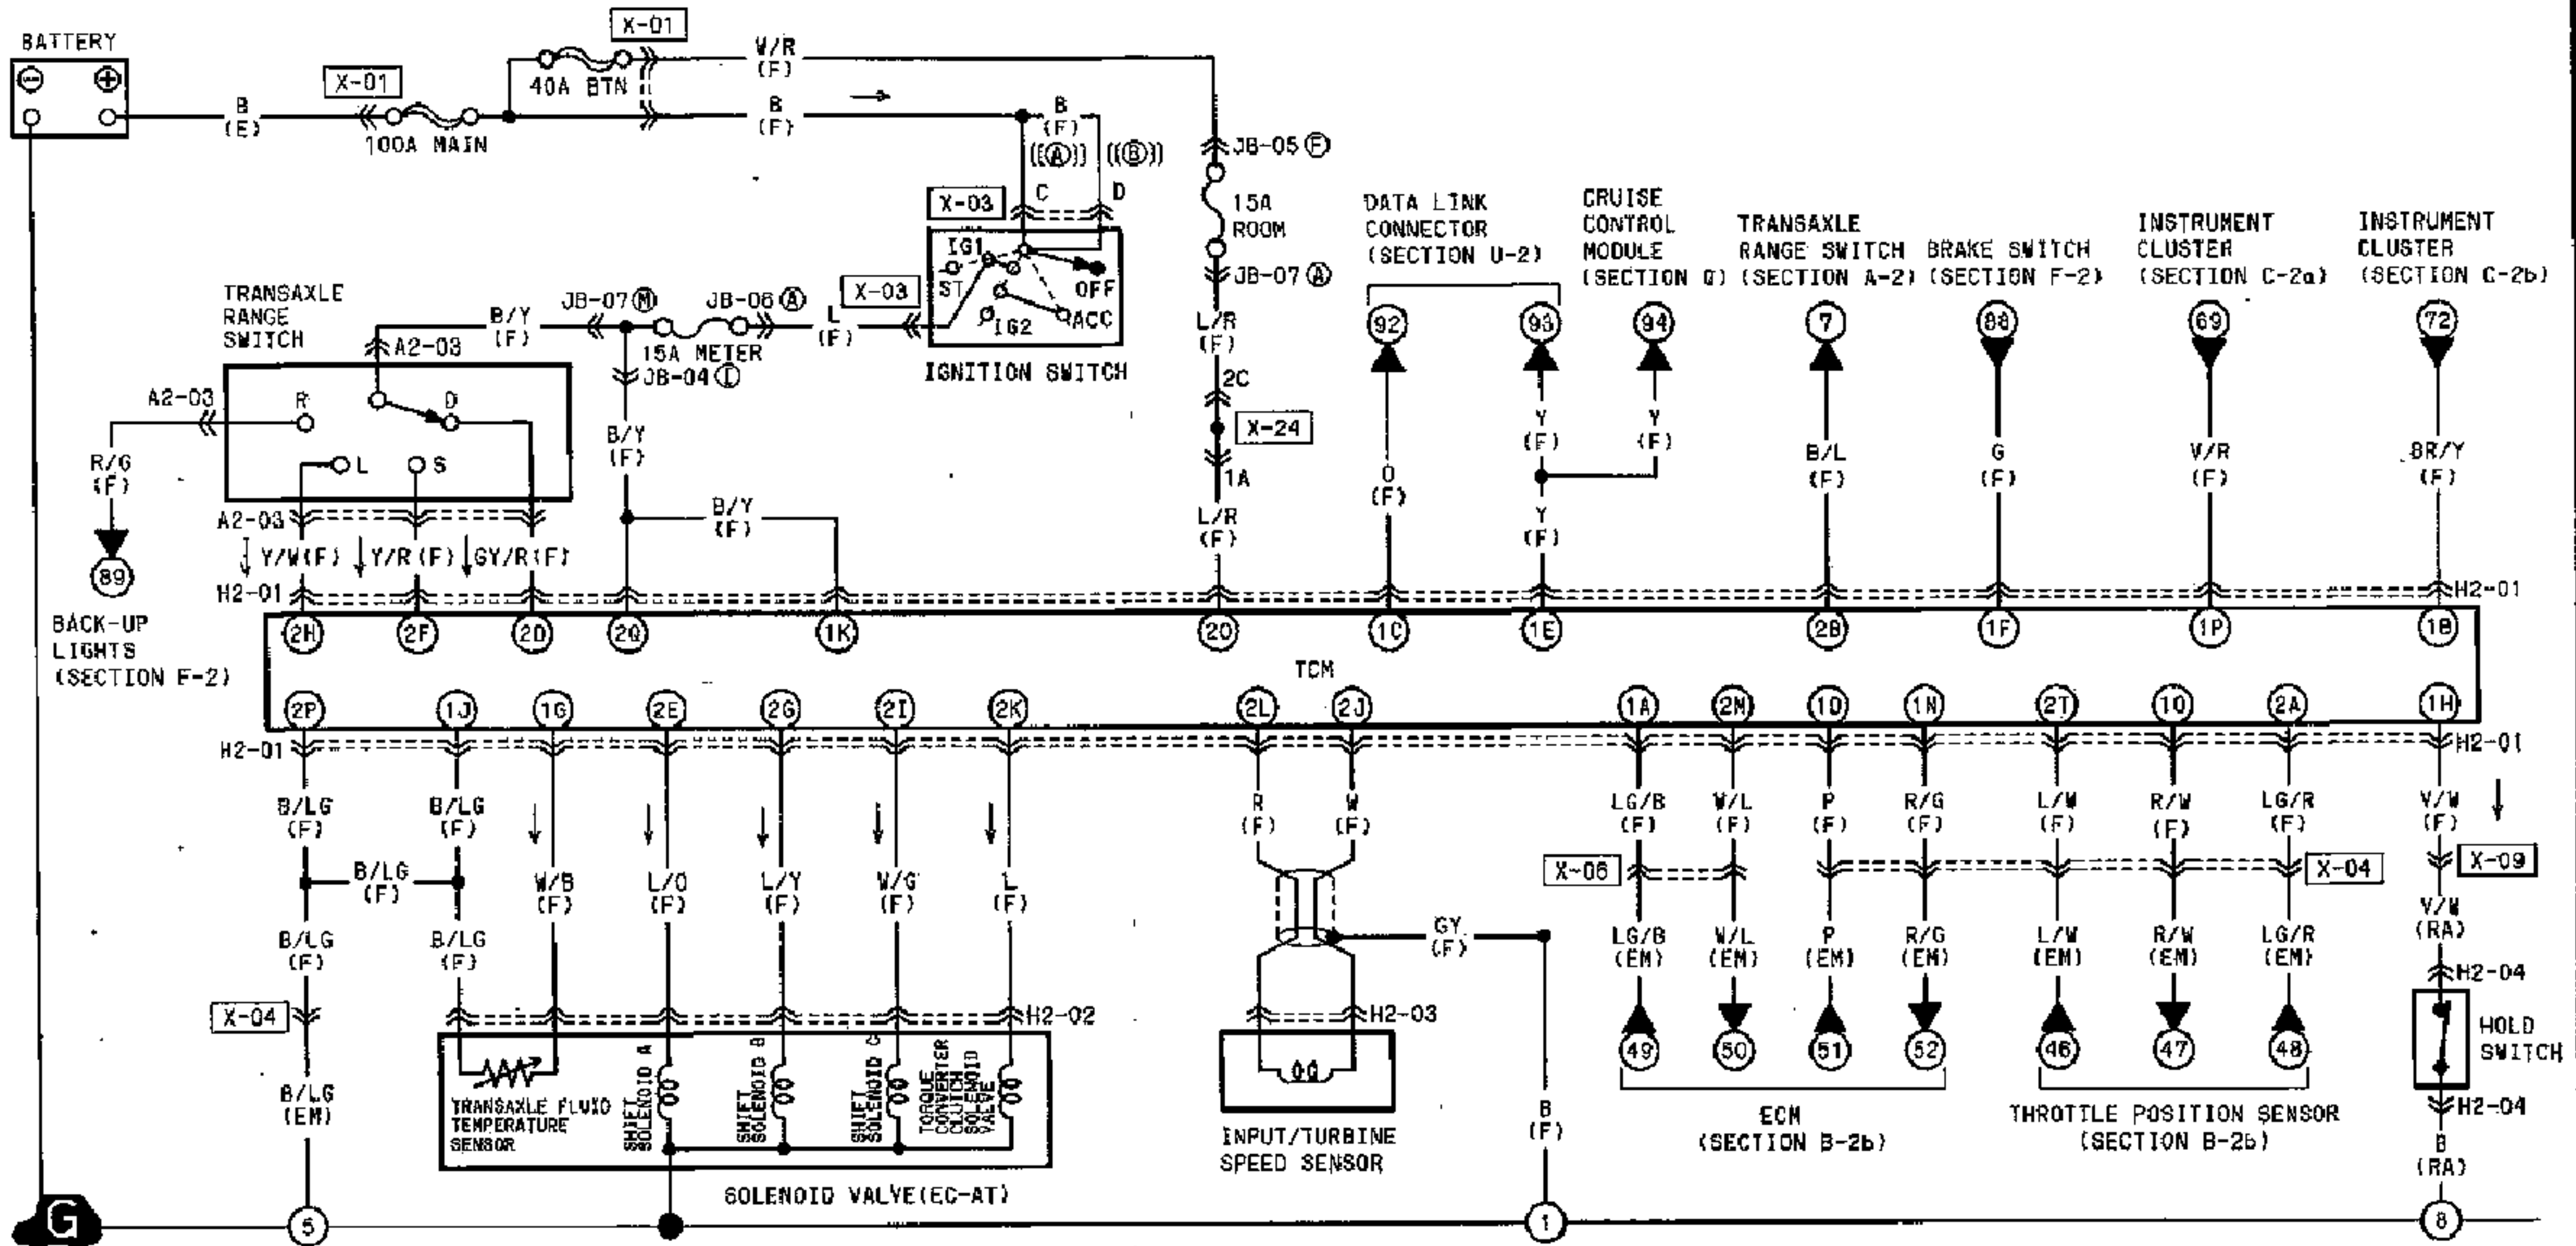 BATTERY
X-01
B
(E)
100A MAIN
X-01
40A BTN
W/R
(F)
B
(F)
B
(F)
((Ⓐ))
((Ⓑ))
C
D
X-03
IG1
ST
OFF
IG2
ACC
IGNITION SWITCH
X-03
L
(F)
JB-06 Ⓐ
15A METER
JB-07 Ⓜ
JB-04 Ⓘ
B/Y
(F)
A2-03
TRANSAXLE
RANGE
SWITCH
A2-03
R
D
L
S
R/G
(F)
89
BACK-UP
LIGHTS
(SECTION F-2)
A2-03
Y/W(F)
Y/R(F)
GY/R(F)
H2-01
B/Y
(F)
B/Y
(F)
JB-05 Ⓕ
15A
ROOM
JB-07 Ⓐ
L/R
(F)
2C
X-24
1A
L/R
(F)
DATA LINK
CONNECTOR
(SECTION U-2)
92
93
O
(F)
Y
(F)
Y
(F)
CRUISE
CONTROL
MODULE
(SECTION Q)
94
Y
(F)
TRANSAXLE
RANGE SWITCH
(SECTION A-2)
7
B/L
(F)
BRAKE SWITCH
(SECTION F-2)
88
G
(F)
INSTRUMENT
CLUSTER
(SECTION C-2a)
69
V/R
(F)
INSTRUMENT
CLUSTER
(SECTION C-2b)
72
BR/Y
(F)
H2-01
2H
2F
2D
2Q
1K
2O
1C
1E
2B
1F
1P
1B
TCM
2P
1J
1G
2E
2G
2I
2K
2L
2J
1A
2M
1O
1N
2T
1Q
2A
1H
H2-01
H2-01
B/LG
(F)
B/LG
(F)
B/LG
(F)
B/LG
(F)
B/LG
(F)
X-04
B/LG
(EM)
5
W/B
(F)
L/O
(F)
L/Y
(F)
W/G
(F)
L
(F)
H2-02
TRANSAXLE FLUID
TEMPERATURE
SENSOR
SHIFT
SOLENOID A
SHIFT
SOLENOID B
SHIFT
SOLENOID C
TORQUE
CONVERTER
CLUTCH
SOLENOID
VALVE
SOLENOID VALVE(EC-AT)
R
(F)
W
(F)
GY
(F)
H2-03
INPUT/TURBINE
SPEED SENSOR
B
(F)
1
LG/B
(F)
W/L
(F)
P
(F)
R/G
(F)
L/W
(F)
R/W
(F)
LG/R
(F)
V/W
(F)
X-06
X-04
X-09
LG/B
(EM)
W/L
(EM)
P
(EM)
R/G
(EM)
L/W
(EM)
R/W
(EM)
LG/R
(EM)
V/W
(RA)
49
50
51
52
46
47
48
ECM
(SECTION B-2b)
THROTTLE POSITION SENSOR
(SECTION B-2b)
H2-04
HOLD
SWITCH
H2-04
B
(RA)
8
G